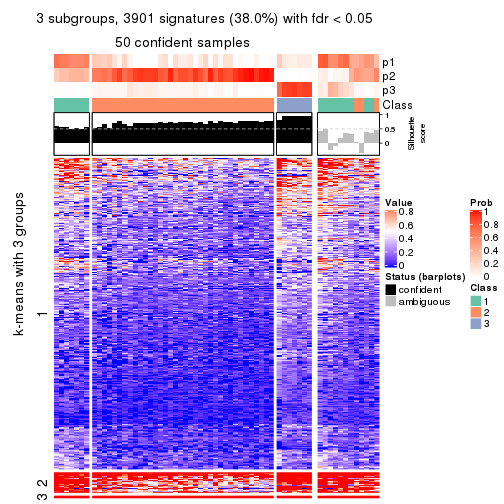 3 subgroups, 3901 signatures (38.0%) with fdr < 0.05
50 confident samples
p1
p2
p3
Class
1
0.5
0
Silhouette
score
k-means with 3 groups
1
2
3
Value
0.8
0.6
0.4
0.2
0
Status (barplots)
confident
ambiguous
Prob
1
0.8
0.6
0.4
0.2
0
Class
1
2
3